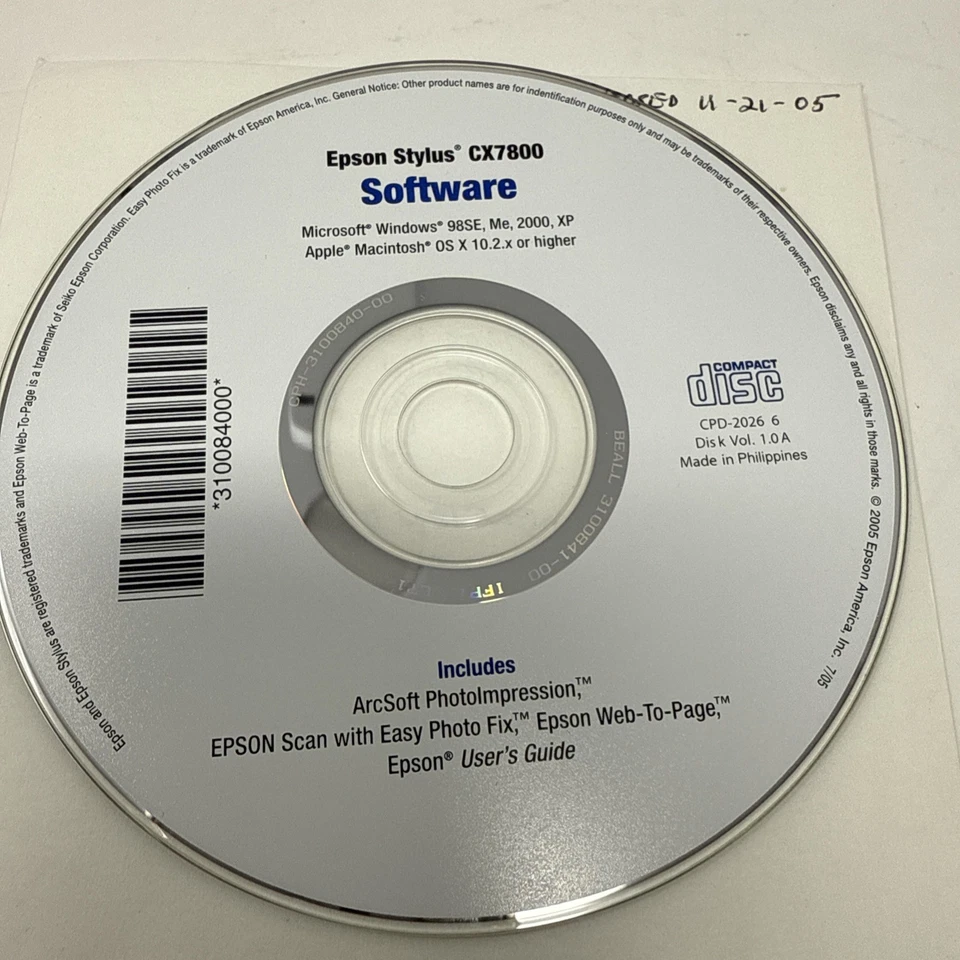 11-21-05
Epson and Epson Stylus are registered trademarks and Epson Web-To-Page is a trademark of Seiko Epson Corporation. Easy Photo Fix is a trademark of Epson America, Inc. General Notice: Other product names are for indentification purposes only and may be trademarks of their respective owners. Epson disclaims any and all rights in those marks. © 2005 Epson America, Inc. 7/05
Epson Stylus® CX7800
Software
Microsoft® Windows® 98SE, Me, 2000, XP
Apple® Macintosh® OS X 10.2.x or higher
CPH-3100840-00
*310084000*
COMPACT
disc
CPD-2026 6
Disk Vol. 1.0A
Made in Philippines
BEALL 3100841-00
Includes
ArcSoft PhotoImpression,™
EPSON Scan with Easy Photo Fix,™ Epson Web-To-Page,™
Epson® User's Guide